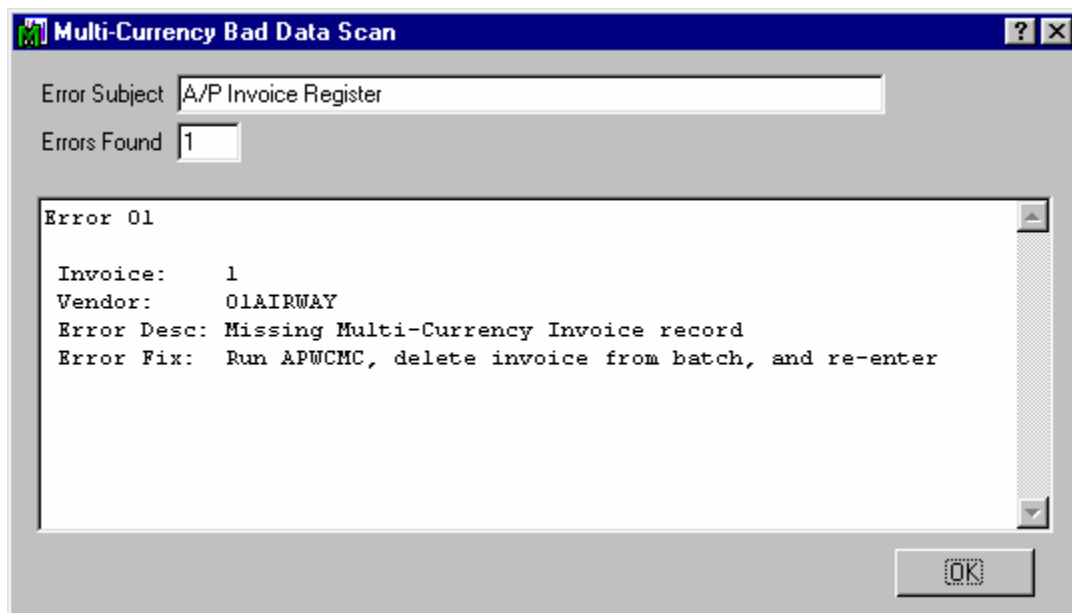 Multi-Currency Bad Data Scan
Error Subject A/P Invoice Register
Errors Found 1
Error 01
Invoice: 1
Vendor: 01AIRWAY
Error Desc: Missing Multi-Currency Invoice record
Error Fix: Run APWCMC, delete invoice from batch, and re-enter
OK